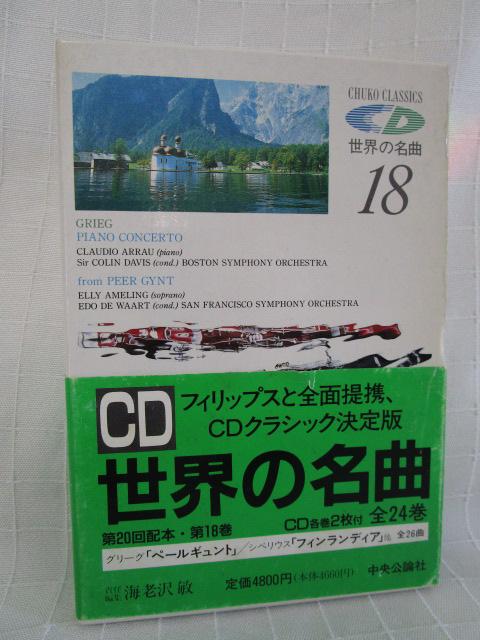 CHUKO CLASSICS
CD
世界の名曲
18
GRIEG
PIANO CONCERTO
CLAUDIO ARRAU (piano)
Sir COLIN DAVIS (cond.) BOSTON SYMPHONY ORCHESTRA
from PEER GYNT
ELLY AMELING (soprano)
EDO DE WAART (cond.) SAN FRANCISCO SYMPHONY ORCHESTRA
CD
フィリップスと全面提携、
CDクラシック決定版
世界の名曲
第20回配本・第18巻
CD各巻2枚付 全24巻
グリーグ「ペールギュント」/シベリウス「フィンランディア」他 全26曲
責任編集 海老沢 敏
定価4800円(本体4660円)
中央公論社